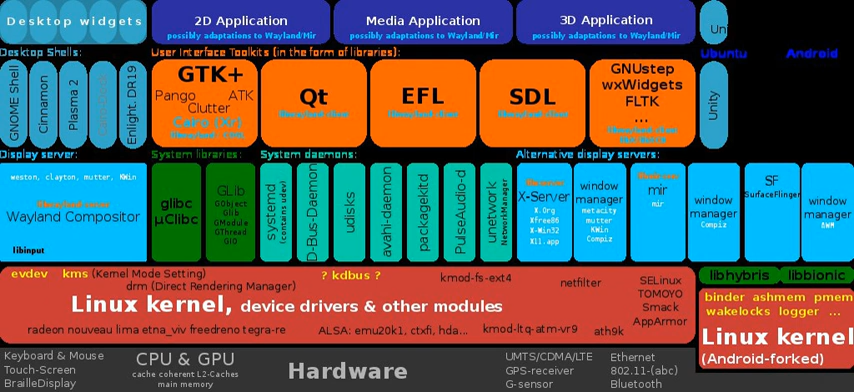 Desktop widgets
2D Application
possibly adaptations to Wayland/Mir
Media Application
possibly adaptations to Wayland/Mir
3D Application
possibly adaptations to Wayland/Mir
Uni
Desktop Shells:
User Interface Toolkits (in the form of libraries):
Ubuntu
Android
GNOME Shell
Cinnamon
Plasma 2
Enlight. DR19
GTK+
Pango
ATK
Clutter
Cairo (Xr)
Qt
EFL
SDL
GNUstep
wxWidgets
FLTK
...
Unity
Display server:
System libraries:
System daemons:
Alternative display servers:
weston, clayton, mutter, KWin
Wayland Compositor
libinput
glibc
µClibc
GLib
GObject
Glib
GModule
GThread
GIO
systemd
(contains udev)
D-Bus-Daemon
udisks
avahi-daemon
packagekitd
PulseAudio-d
unetwork
NetworkManager
X-Server
X.Org
Xfree86
X-Win32
X11.app
window
manager
metacity
mutter
KWin
Compiz
mir
mir
window
manager
Compiz
SF
SurfaceFlinger
window
manager
AWM
evdev
kms (Kernel Mode Setting)
drm (Direct Rendering Manager)
? kdbus ?
kmod-fs-ext4
netfilter
SELinux
TOMOYO
Smack
AppArmor
Linux kernel, device drivers & other modules
radeon nouveau lima etna_viv freedreno tegra-re
ALSA: emu20k1, ctxfi, hda...
kmod-ltq-atm-vr9
ath9k
libhybris
libbionic
binder ashmem pmem
wakelocks logger ...
Linux kernel
(Android-forked)
Keyboard & Mouse
Touch-Screen
BrailleDisplay
CPU & GPU
cache coherent L2-Caches
main memory
Hardware
UMTS/CDMA/LTE
GPS-receiver
G-sensor
Ethernet
802.11-(abc)
Bluetooth